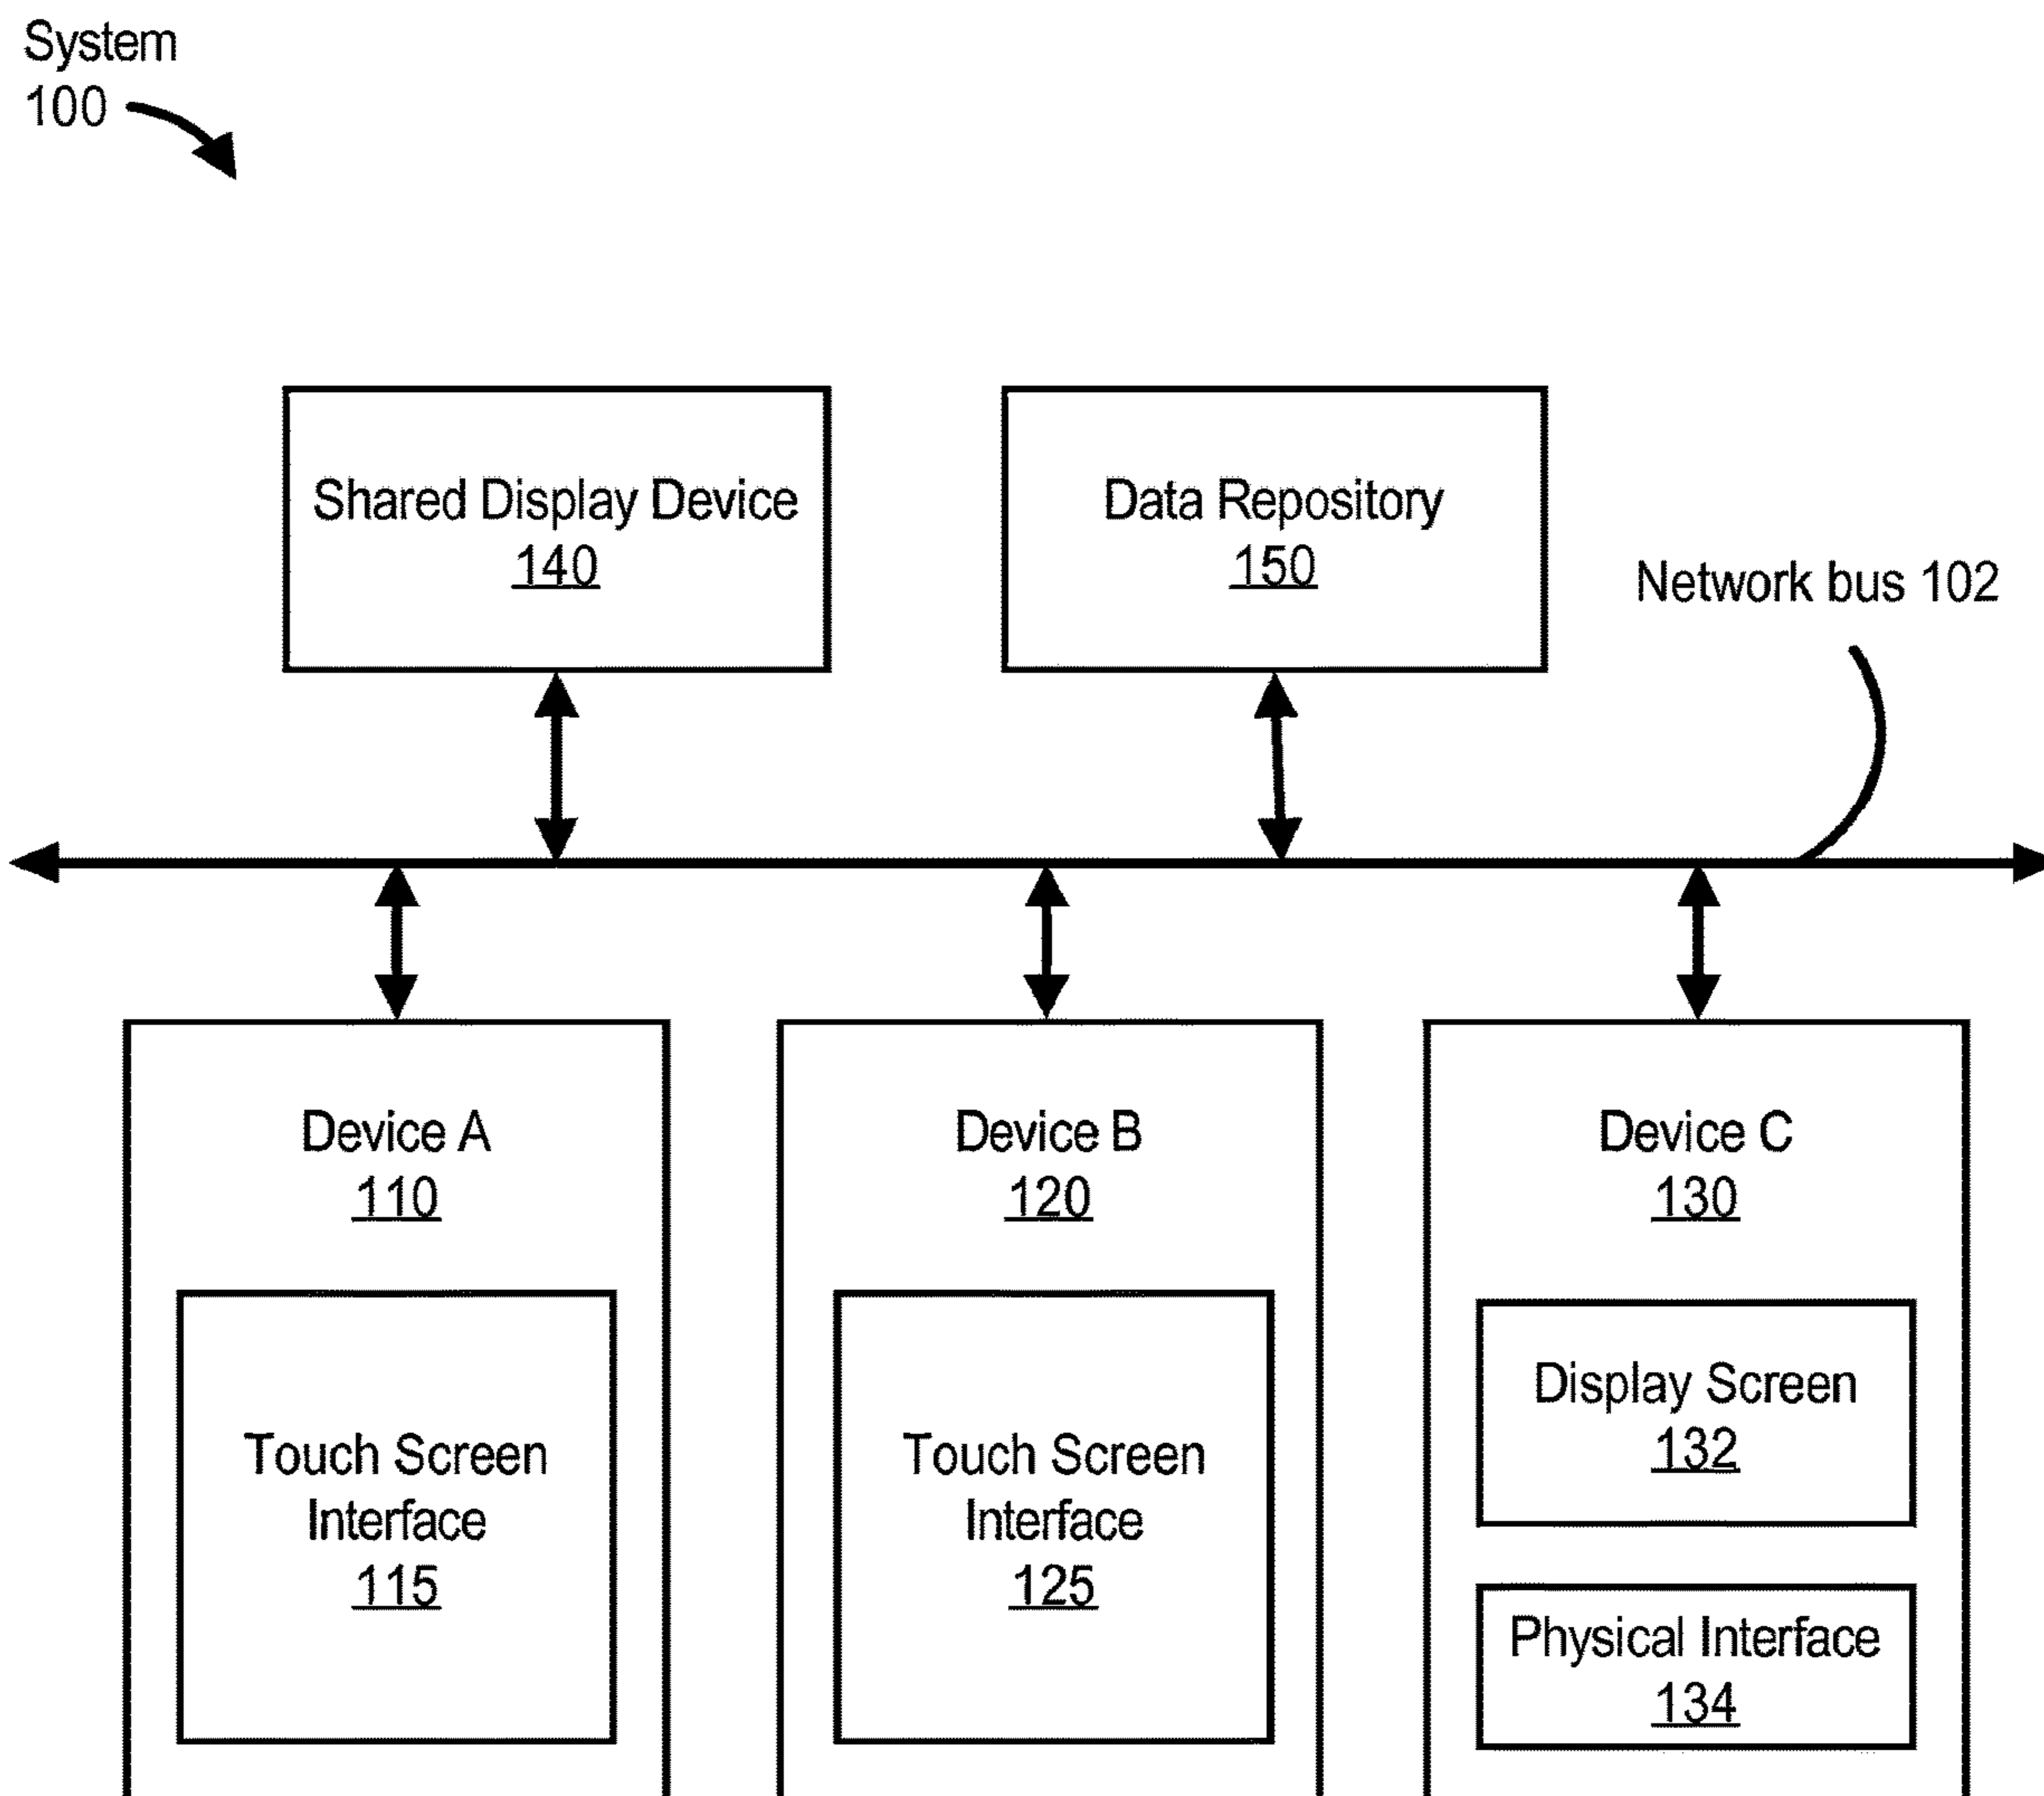 System
100
Shared Display Device
140
Data Repository
150
Network bus 102
Device A
110
Device B
120
Device C
130
Touch Screen
Interface
115
Touch Screen
Interface
125
Display Screen
132
Physical Interface
134